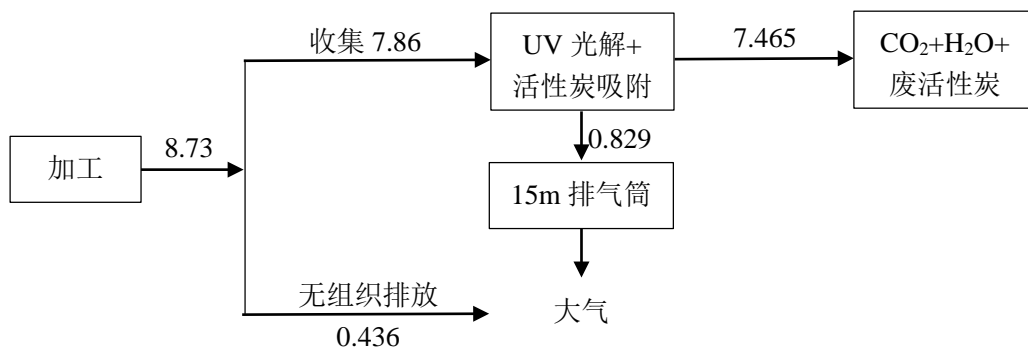 收集 7.86
UV 光解+
活性炭吸附
7.465
CO₂+H₂O+
废活性炭
加工
8.73
0.829
15m 排气筒
无组织排放
0.436
大气